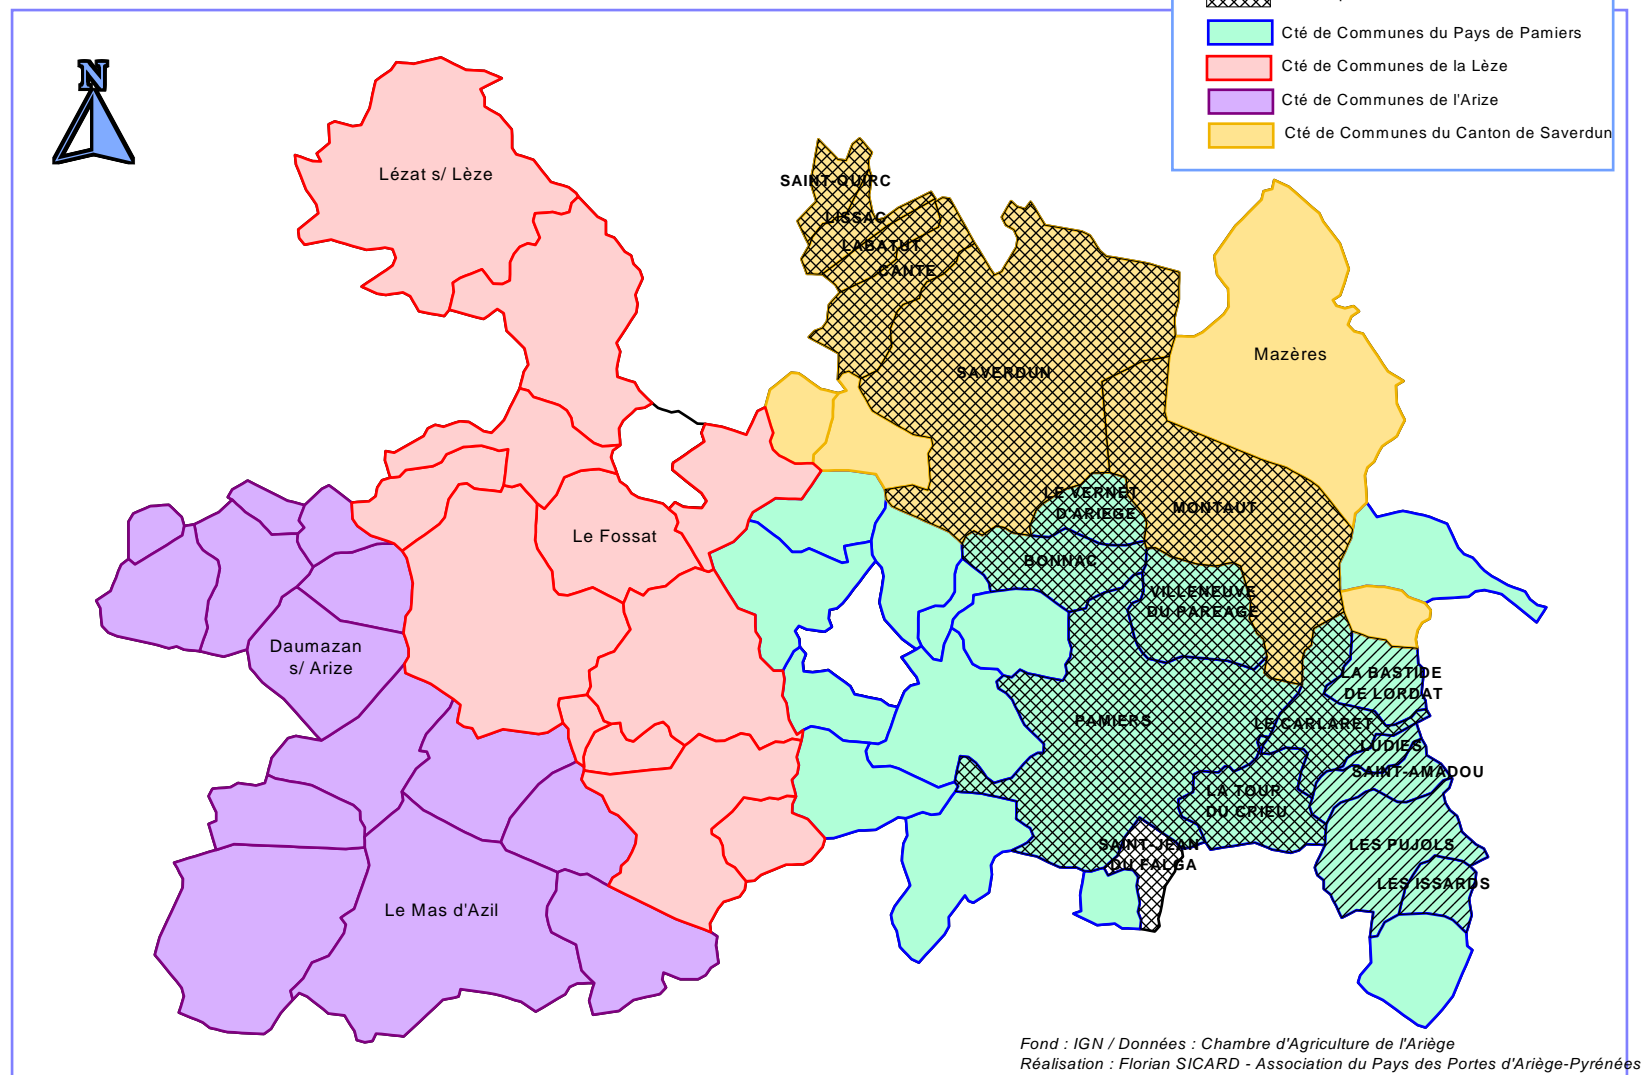 Cté de Communes du Pays de Pamiers
Cté de Communes de la Lèze
Cté de Communes de l'Arize
Cté de Communes du Canton de Saverdun
N
Lézat s/ Lèze
SAINT-QUIRC
LISSAC
LABATUT
CANTE
SAVERDUN
Mazères
LE VERNET
D'ARIEGE
MONTAUT
Le Fossat
BONNAC
VILLENEUVE
DU PAREAGE
Daumazan
s/ Arize
LA BASTIDE
DE LORDAT
PAMIERS
LE CARLARET
LUDIES
SAINT-AMADOU
LA TOUR
DU CRIEU
SAINT-JEAN
DU FALGA
LES PUJOLS
LES ISSARDS
Le Mas d'Azil
Fond : IGN / Données : Chambre d'Agriculture de l'Ariège
Réalisation : Florian SICARD - Association du Pays des Portes d'Ariège-Pyrénées